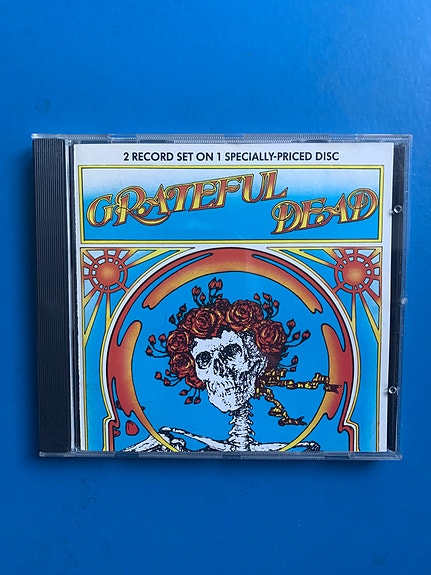 2 RECORD SET ON 1 SPECIALLY-PRICED DISC
GRATEFUL
DEAD